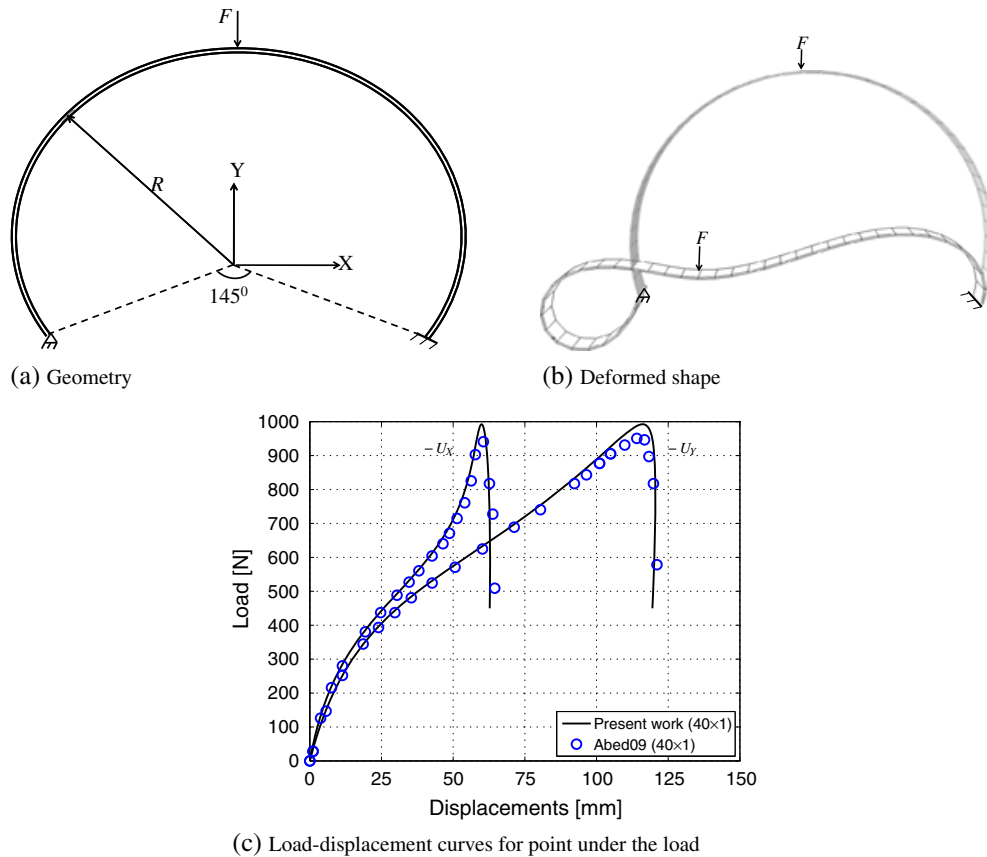 F
R
Y
X
145⁰
(a) Geometry
F
F
(b) Deformed shape
1000
900
800
700
600
500
400
300
200
100
0
Load [N]
− U_X
− U_Y
Present work (40×1)
Abed09 (40×1)
0 25 50 75 100 125 150
Displacements [mm]
(c) Load-displacement curves for point under the load